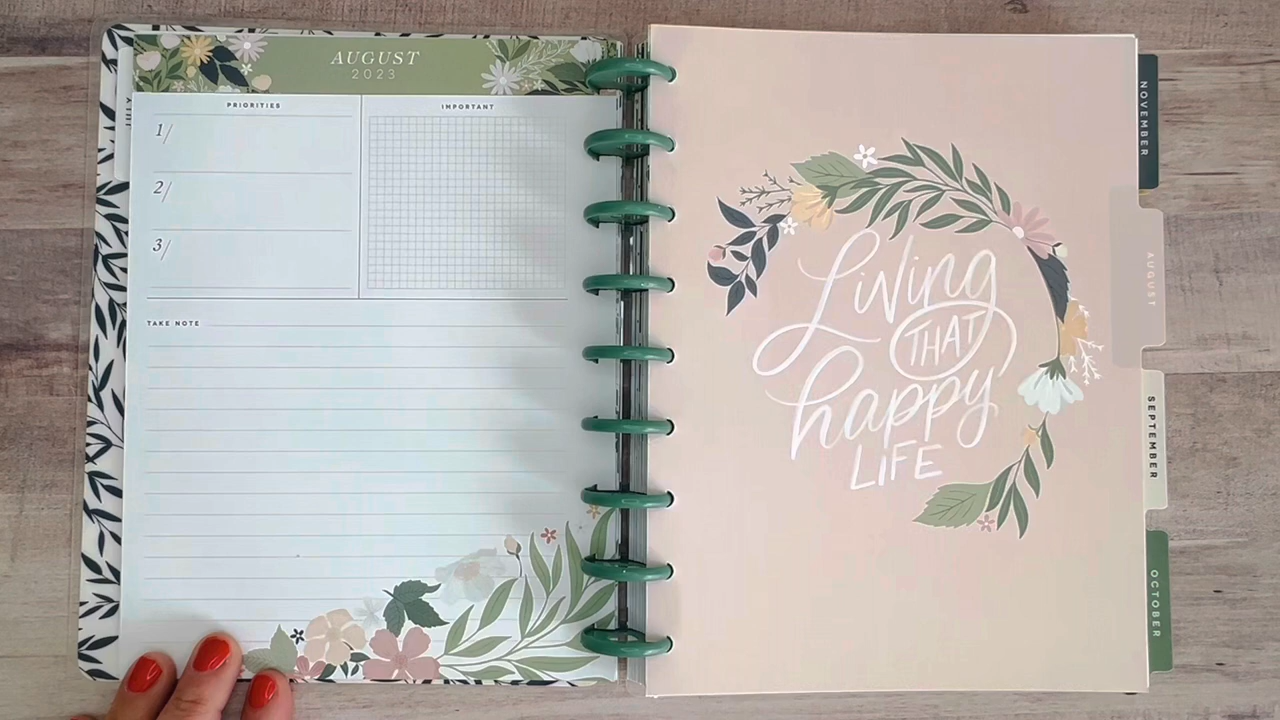 AUGUST
2023
PRIORITIES
IMPORTANT
1/
2/
3/
TAKE NOTE
Living
THAT
happy
LIFE
NOVEMBER
AUGUST
SEPTEMBER
OCTOBER